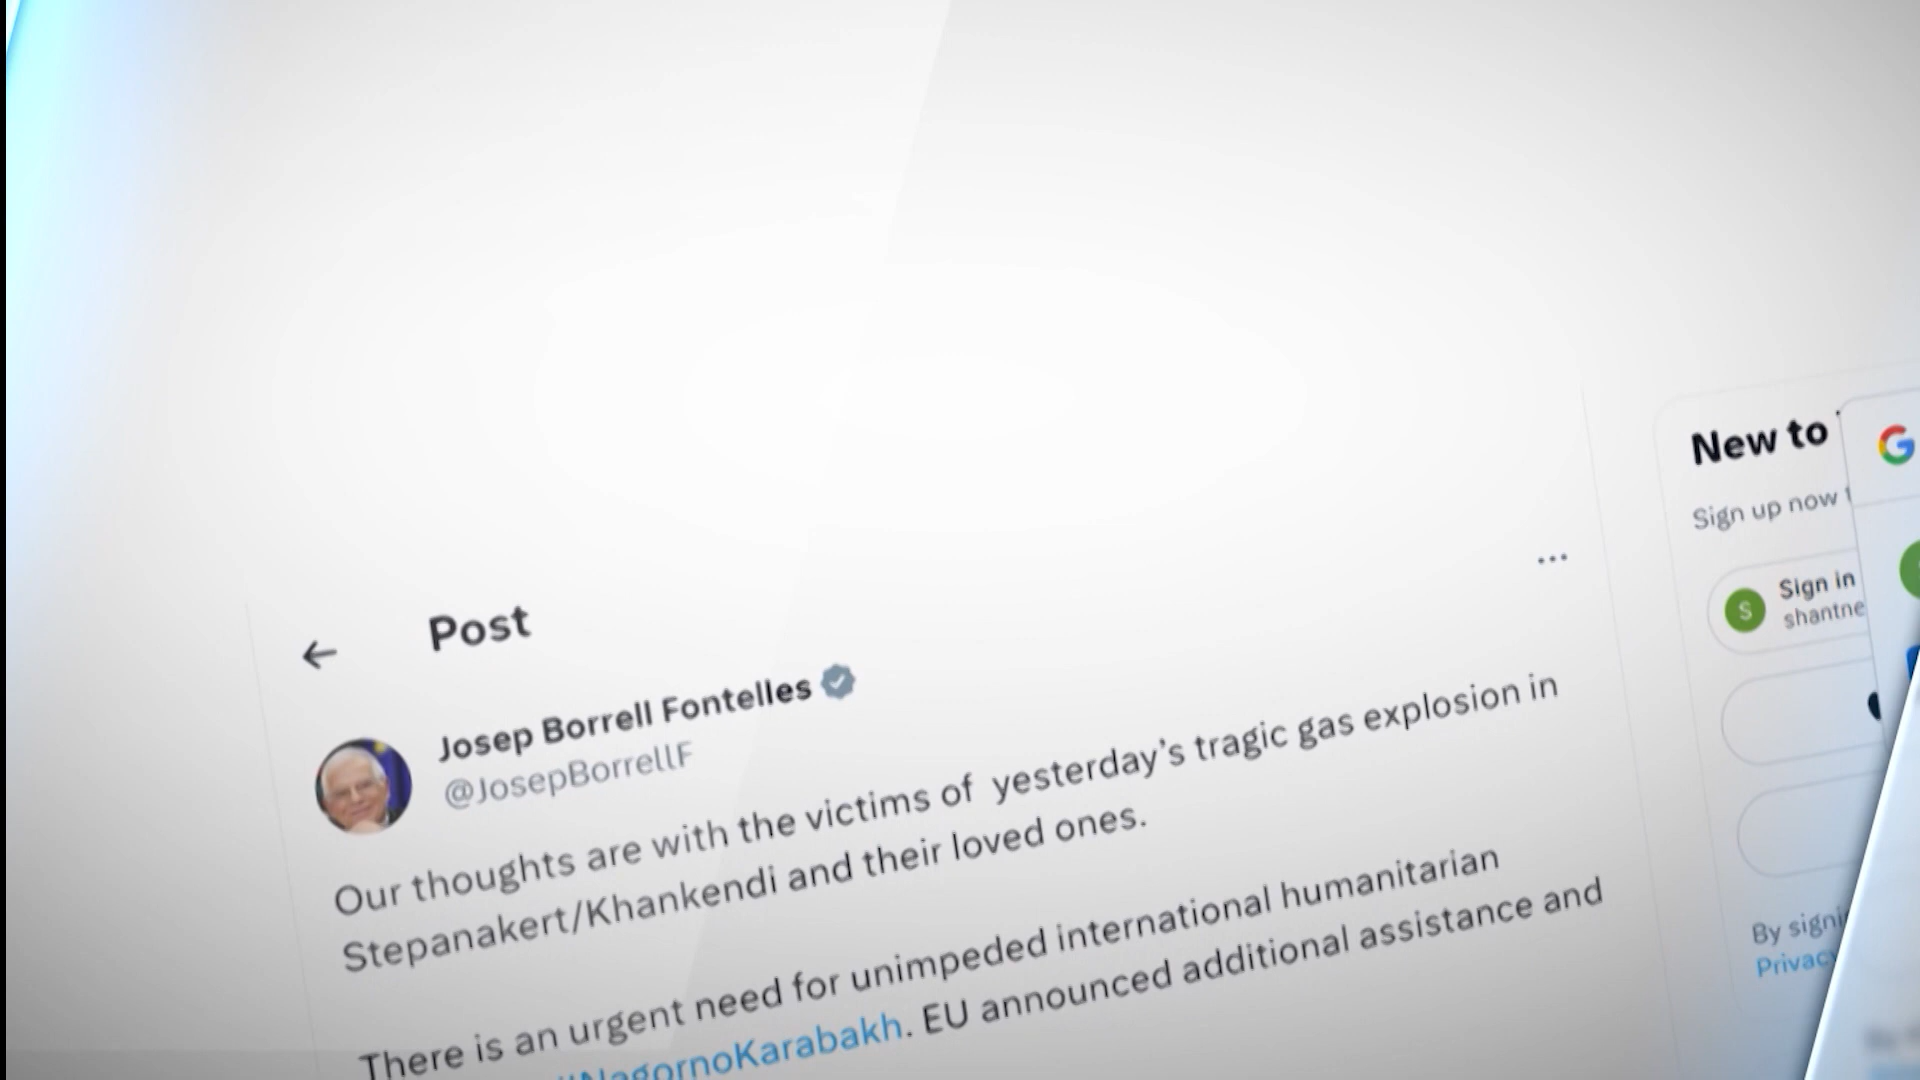 Post
...
Josep Borrell Fontelles
@JosepBorrellF
Our thoughts are with the victims of yesterday's tragic gas explosion in
Stepanakert/Khankendi and their loved ones.
There is an urgent need for unimpeded international humanitarian
#NagornoKarabakh. EU announced additional assistance and
New to
G
Sign up now
S
Sign in
shantne
By signi
Privacy